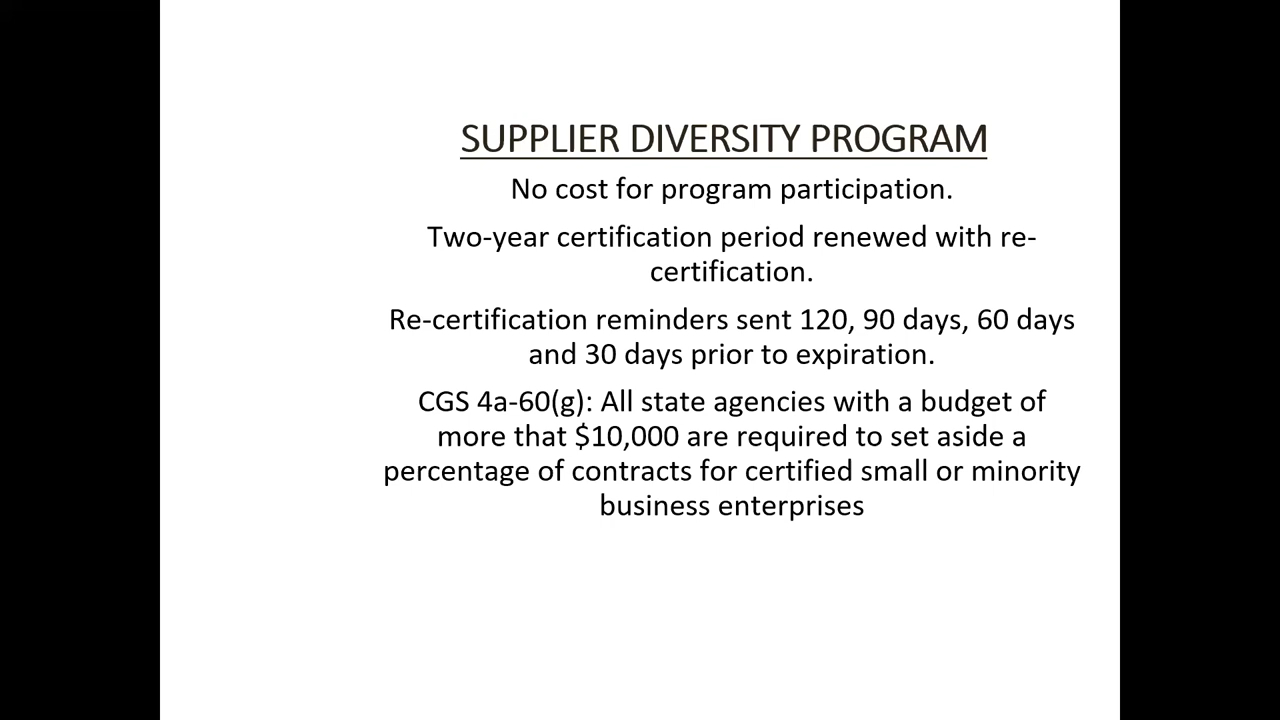 SUPPLIER DIVERSITY PROGRAM
No cost for program participation.
Two-year certification period renewed with re-
certification.
Re-certification reminders sent 120, 90 days, 60 days
and 30 days prior to expiration.
CGS 4a-60(g): All state agencies with a budget of
more that $10,000 are required to set aside a
percentage of contracts for certified small or minority
business enterprises